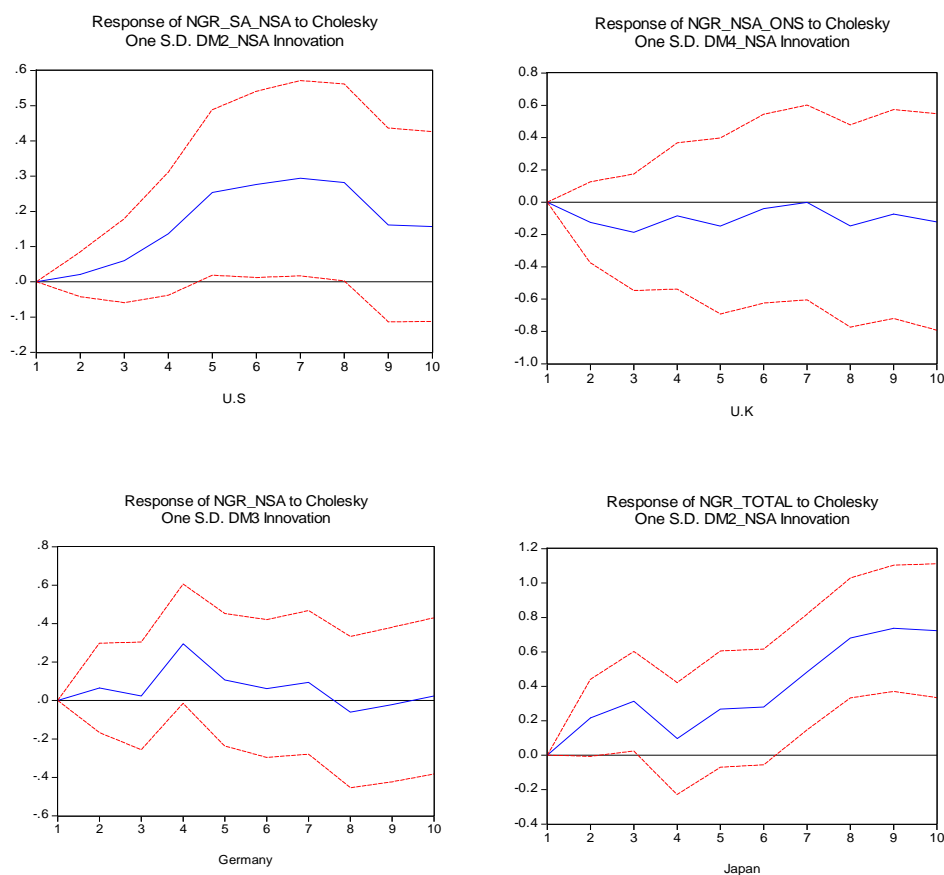 Response of NGR_SA_NSA to Cholesky
One S.D. DM2_NSA Innovation
.6
.5
.4
.3
.2
.1
.0
-.1
-.2
1 2 3 4 5 6 7 8 9 10
U.S
Response of NGR_NSA_ONS to Cholesky
One S.D. DM4_NSA Innovation
0.8
0.6
0.4
0.2
0.0
-0.2
-0.4
-0.6
-0.8
-1.0
1 2 3 4 5 6 7 8 9 10
U.K
Response of NGR_NSA to Cholesky
One S.D. DM3 Innovation
.8
.6
.4
.2
.0
-.2
-.4
-.6
1 2 3 4 5 6 7 8 9 10
Germany
Response of NGR_TOTAL to Cholesky
One S.D. DM2_NSA Innovation
1.2
1.0
0.8
0.6
0.4
0.2
0.0
-0.2
-0.4
1 2 3 4 5 6 7 8 9 10
Japan